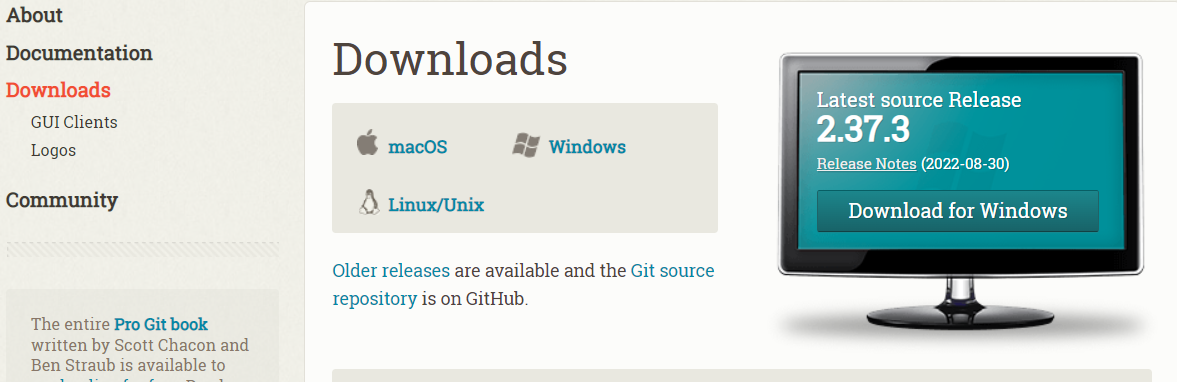 About
Documentation
Downloads
GUI Clients
Logos
Community
The entire Pro Git book
written by Scott Chacon and
Ben Straub is available to
Downloads
macOS
Windows
Linux/Unix
Older releases are available and the Git source
repository is on GitHub.
Latest source Release
2.37.3
Release Notes (2022-08-30)
Download for Windows